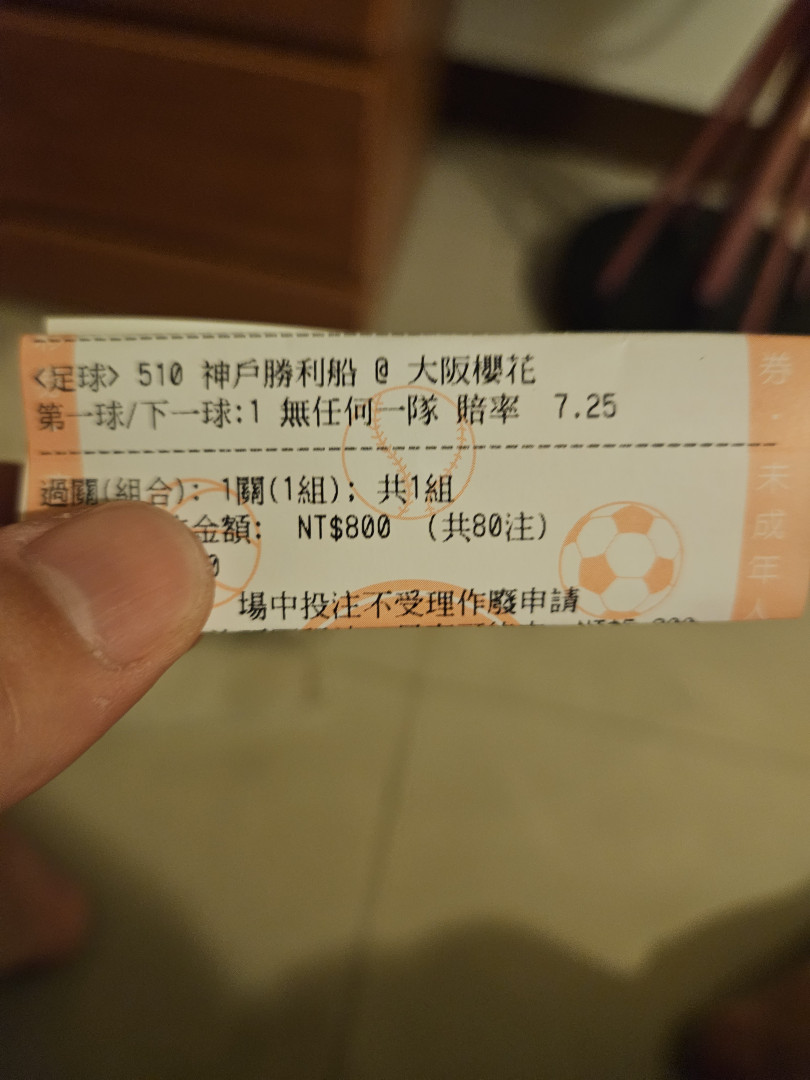 <足球> 510 神戶勝利船 @ 大阪櫻花
第一球/下一球:1 無任何一隊 賠率 7.25
過關(組合): 1關(1組); 共1組
金額: NT$800 (共80注)
0
場中投注不受理作廢申請
券・未成年人